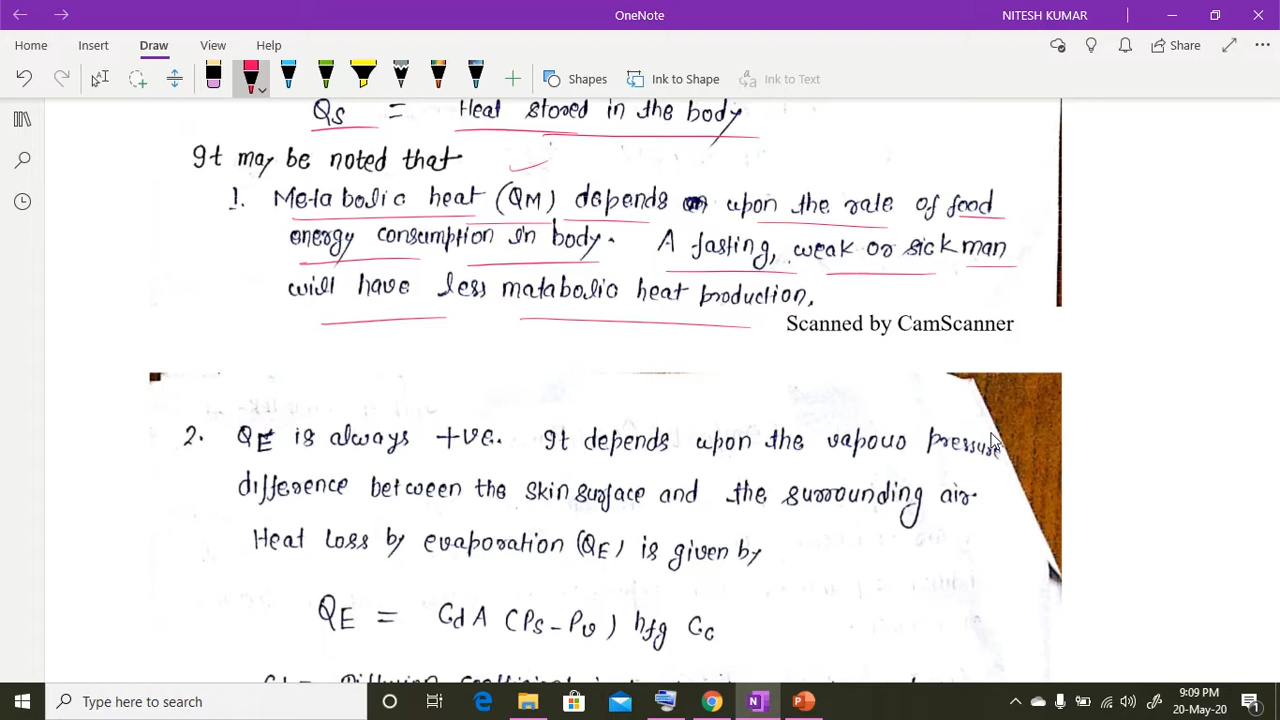 OneNote
NITESH KUMAR
Home Insert Draw View Help
Share
Shapes Ink to Shape Ink to Text
QS = Heat stored in the body
It may be noted that
1. Metabolic heat (QM) depends upon the rate of food
energy consumption in body. A fasting, weak or sick man
will have less matabolic heat production.
Scanned by CamScanner
2. QE is always +ve. It depends upon the vapour pressure
difference between the skin surface and the surrounding air.
Heat Loss by evaporation (QE) is given by
QE = Cd A (Ps - Pv) hfg Cc
Type here to search
9:09 PM
20-May-20
1